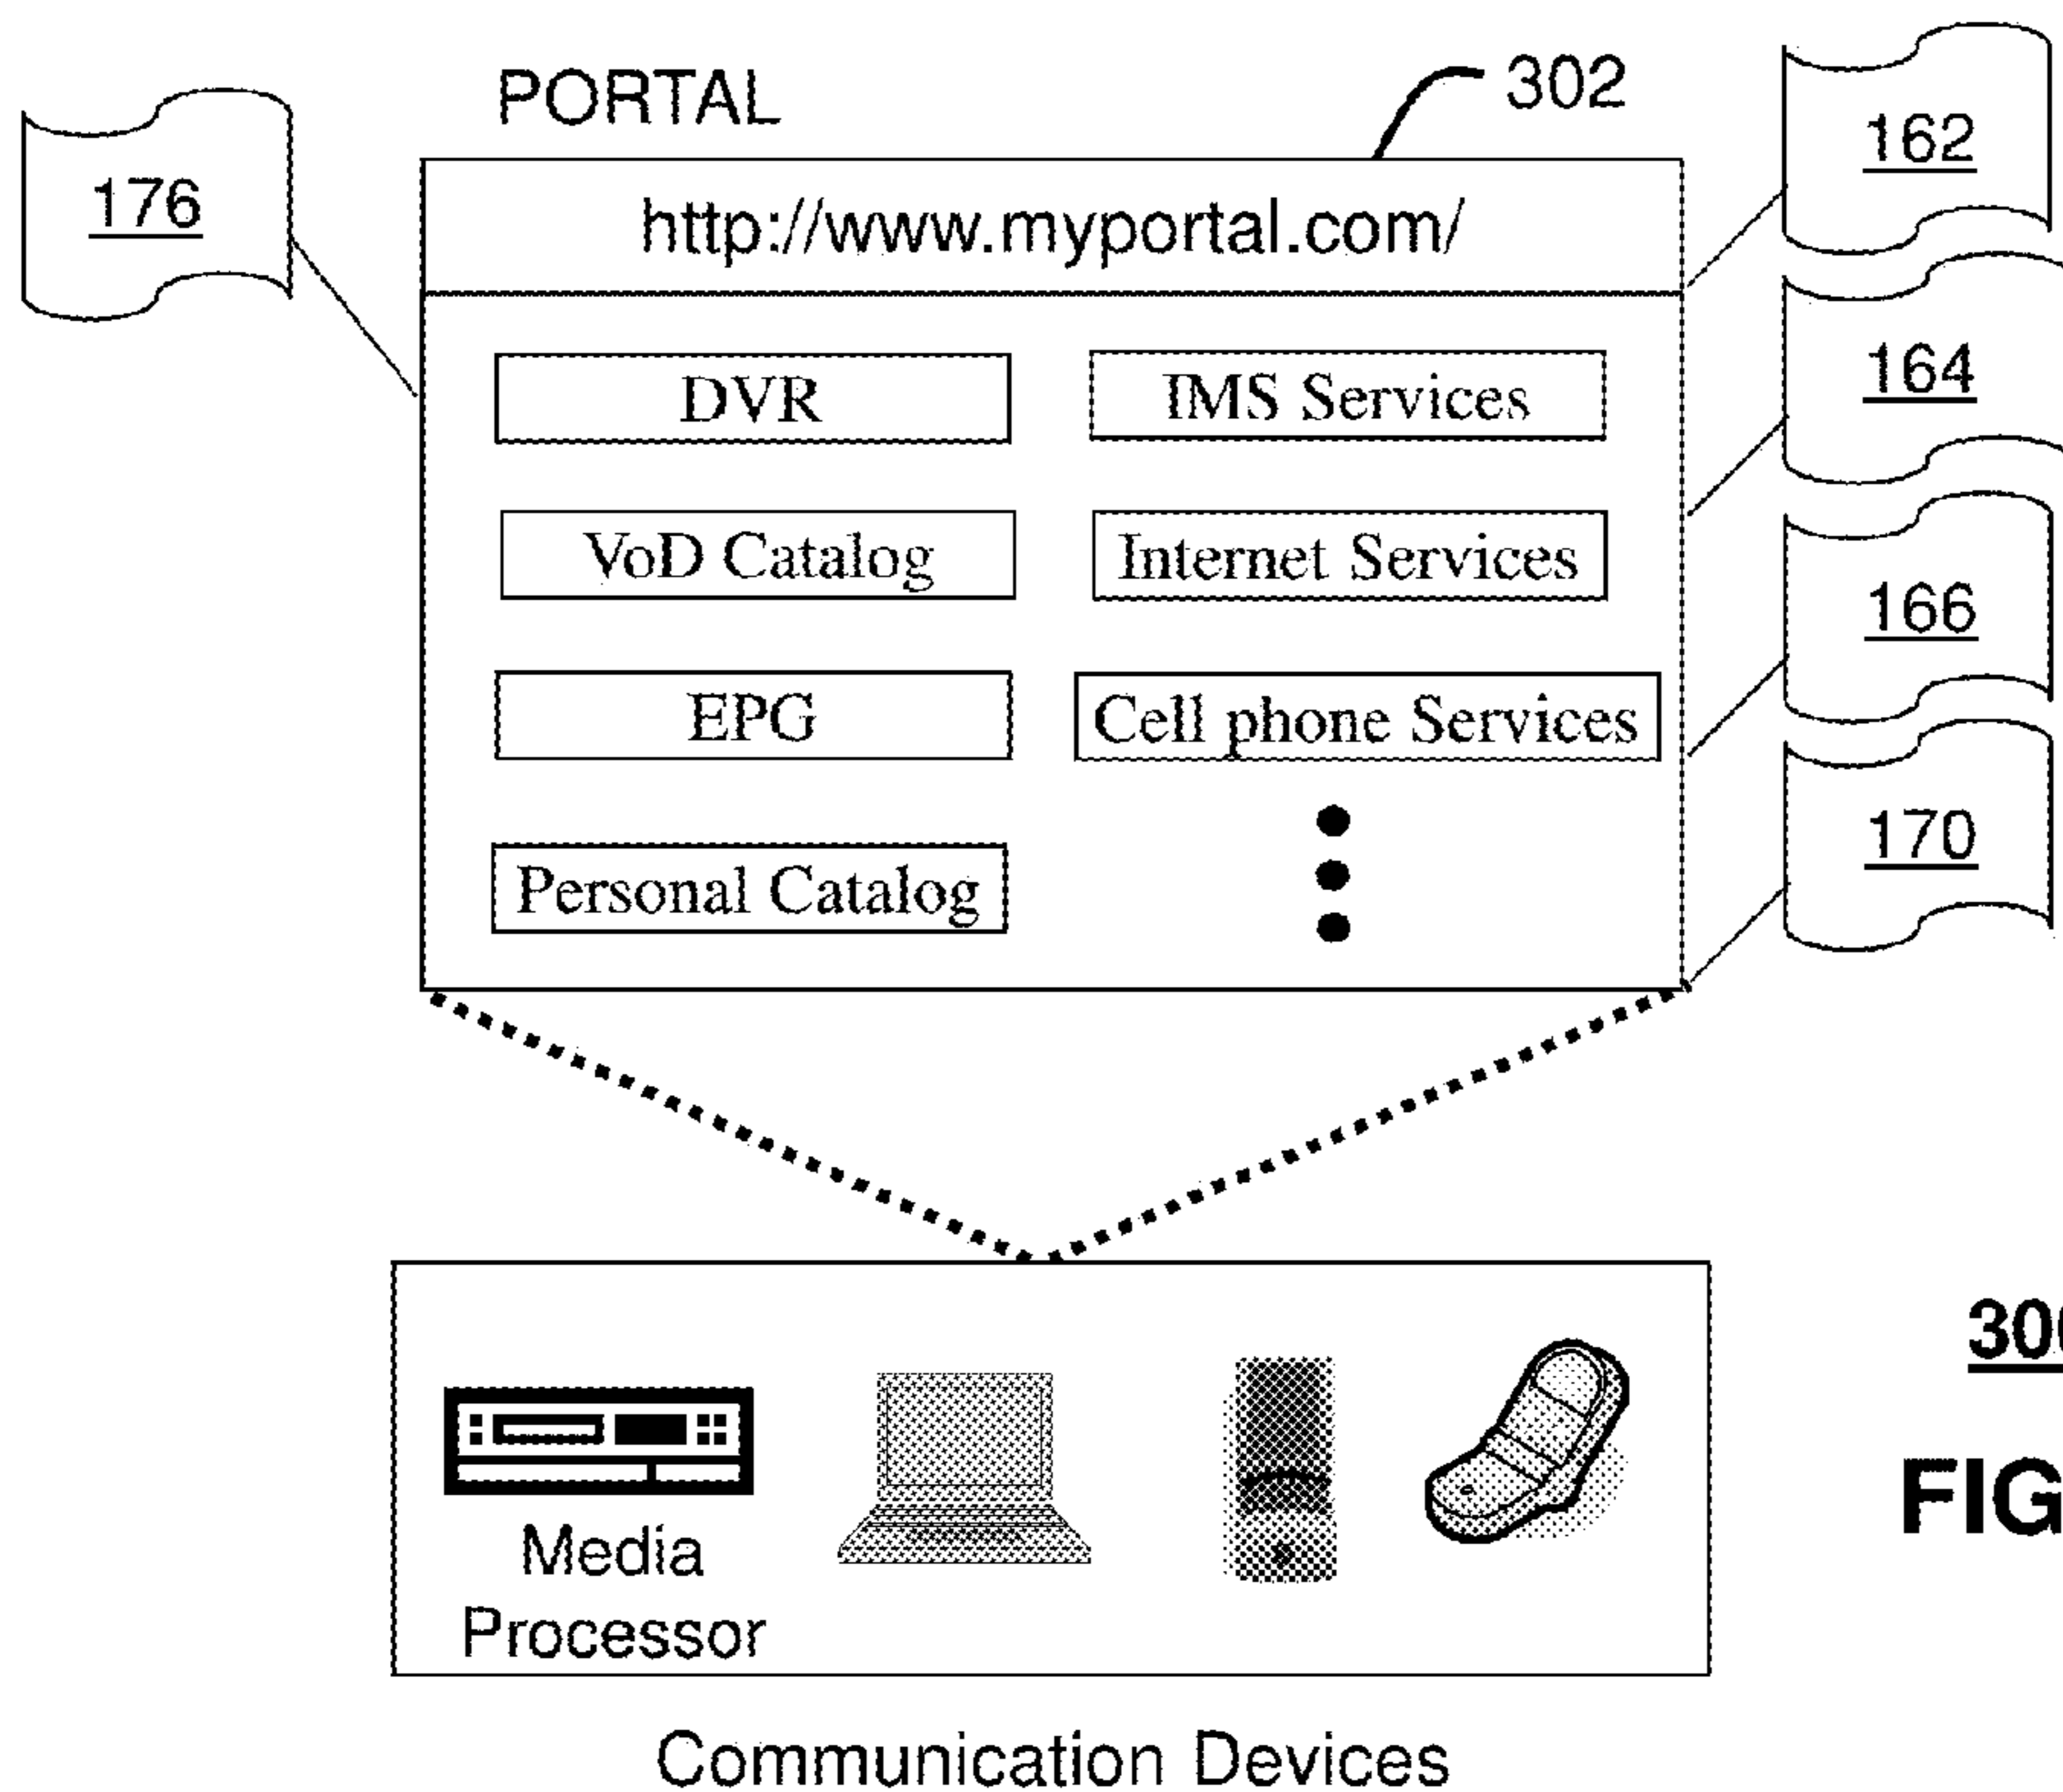 PORTAL
302
162
176
http://www.myportal.com/
164
DVR
IMS Services
VoD Catalog
Internet Services
166
EPG
Cell phone Services
170
Personal Catalog
FIG
Media
Processor
Communication Devices